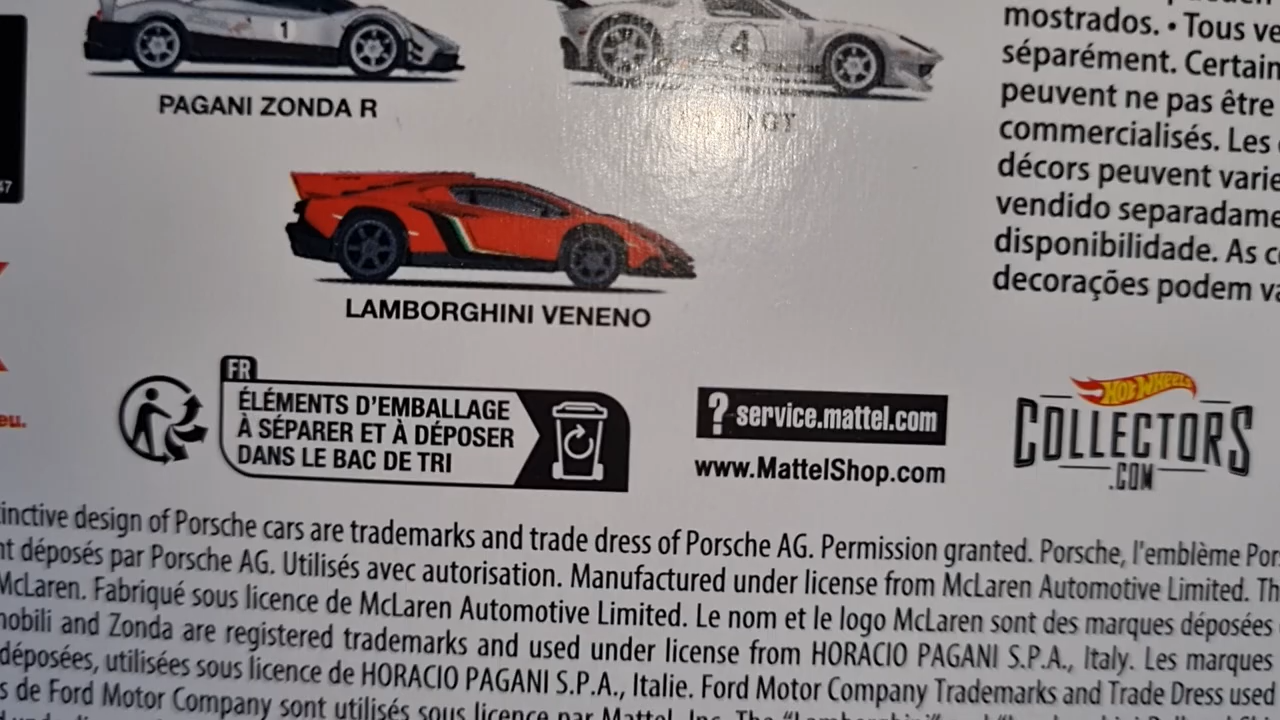 1
4
PAGANI ZONDA R
mostrados. • Tous ve
séparément. Certain
peuvent ne pas être
commercialisés. Les
décors peuvent varie
vendido separadame
disponibilidade. As c
decorações podem va
47
LAMBORGHINI VENENO
FR
ÉLÉMENTS D'EMBALLAGE
À SÉPARER ET À DÉPOSER
DANS LE BAC DE TRI
? service.mattel.com
www.MattelShop.com
HOT WHEELS
COLLECTORS
.COM
eu.
inctive design of Porsche cars are trademarks and trade dress of Porsche AG. Permission granted. Porsche, l'emblème Por
nt déposés par Porsche AG. Utilisés avec autorisation. Manufactured under license from McLaren Automotive Limited. Th
McLaren. Fabriqué sous licence de McLaren Automotive Limited. Le nom et le logo McLaren sont des marques déposées
mobili and Zonda are registered trademarks and used under license from HORACIO PAGANI S.P.A., Italy. Les marques
déposées, utilisées sous licence de HORACIO PAGANI S.P.A., Italie. Ford Motor Company Trademarks and Trade Dress used
s de Ford Motor Company sont utilisés sous licence par Mattel, Inc. The "Lamborghini" and